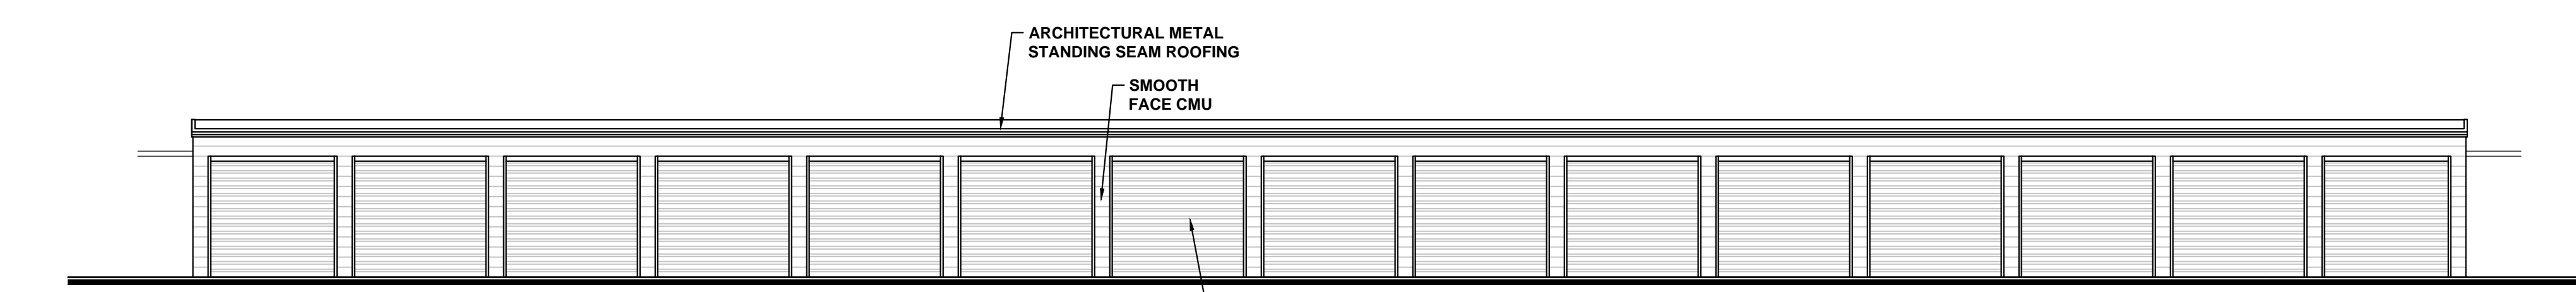 ARCHITECTURAL METAL
STANDING SEAM ROOFING
SMOOTH
FACE CMU